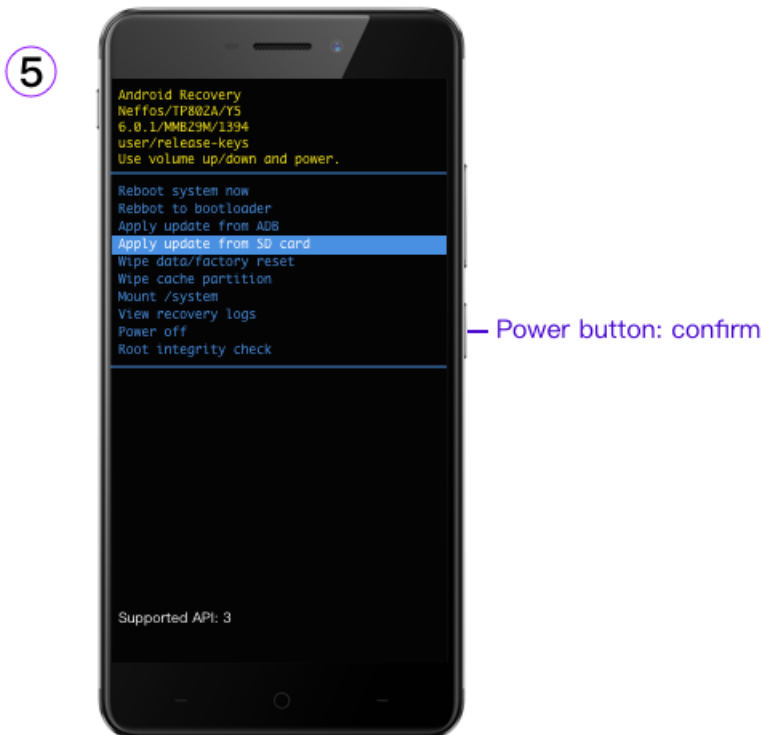 5
Android Recovery
Neffos/TP802A/Y5
6.0.1/MMB29M/1394
user/release-keys
Use volume up/down and power.
Reboot system now
Rebbot to bootloader
Apply update from ADB
Apply update from SD card
Wipe data/factory reset
Wipe cache partition
Mount /system
View recovery logs
Power off
Root integrity check
Power button: confirm
Supported API: 3